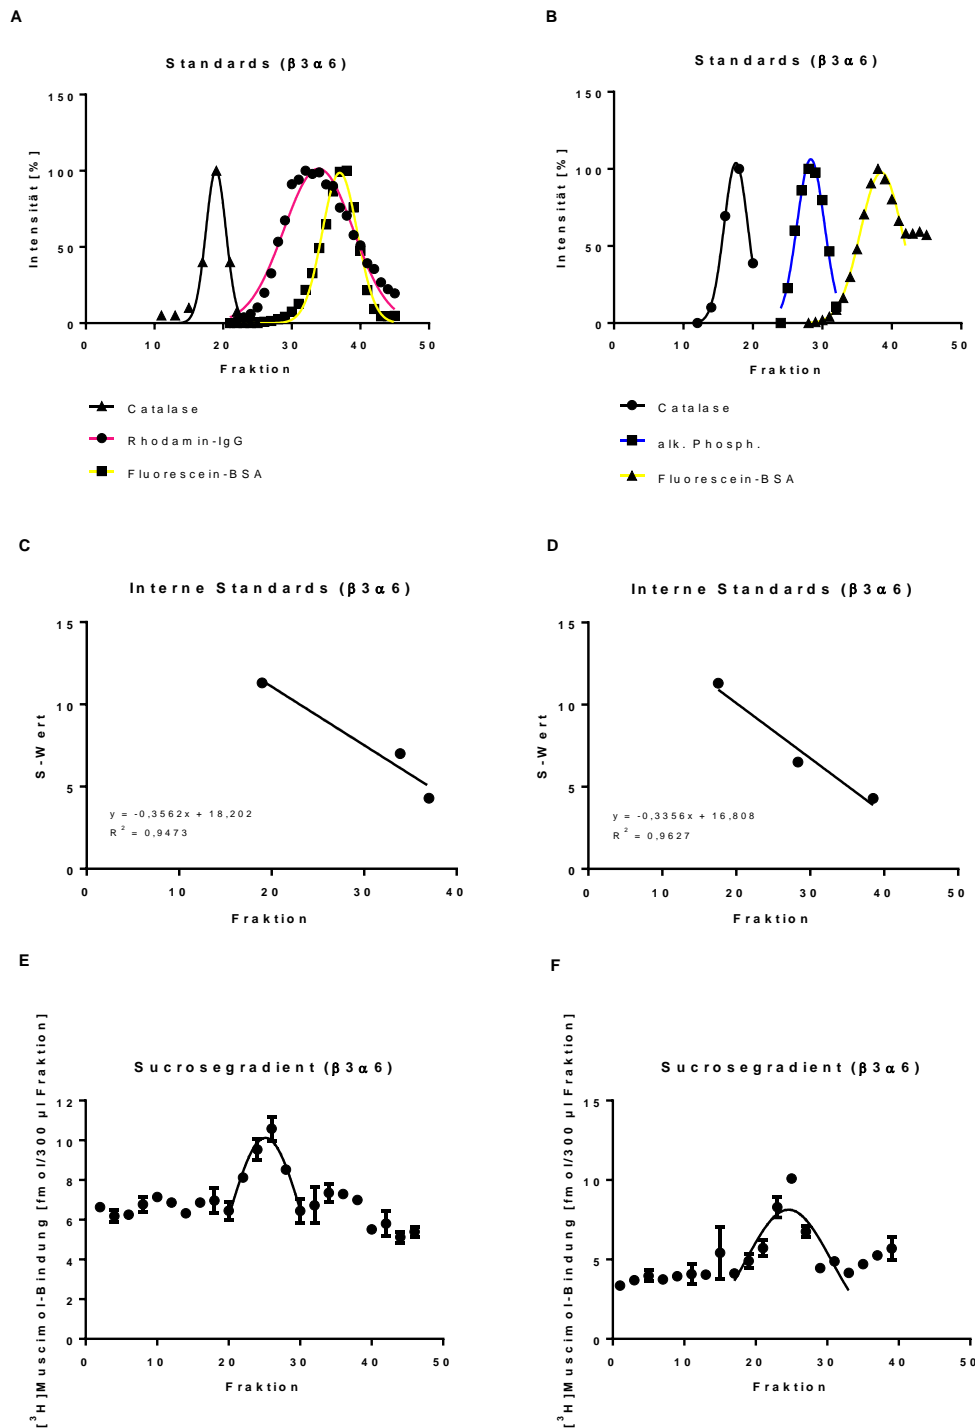 A
B
Standards (β3α6)
Standards (β3α6)
Intensität [%]
150
100
50
0
0 10 20 30 40 50
Fraktion
Intensität [%]
150
100
50
0
0 10 20 30 40 50
Fraktion
Catalase
Rhodamin-IgG
Fluorescein-BSA
Catalase
alk. Phosph.
Fluorescein-BSA
C
D
Interne Standards (β3α6)
Interne Standards (β3α6)
S-Wert
15
10
5
0
y = -0,3562x + 18,202
R² = 0,9473
0 10 20 30 40
Fraktion
15
10
5
0
S-Wert
y = -0,3356x + 16,808
R² = 0,9627
0 10 20 30 40 50
Fraktion
E
F
Sucrosegradient (β3α6)
Sucrosegradient (β3α6)
[³H]Muscimol-Bindung [fmol/300 µl Fraktion]
12
10
8
6
4
2
0
0 10 20 30 40 50
Fraktion
[³H]Muscimol-Bindung [fmol/300 µl Fraktion]
15
10
5
0
0 10 20 30 40 50
Fraktion